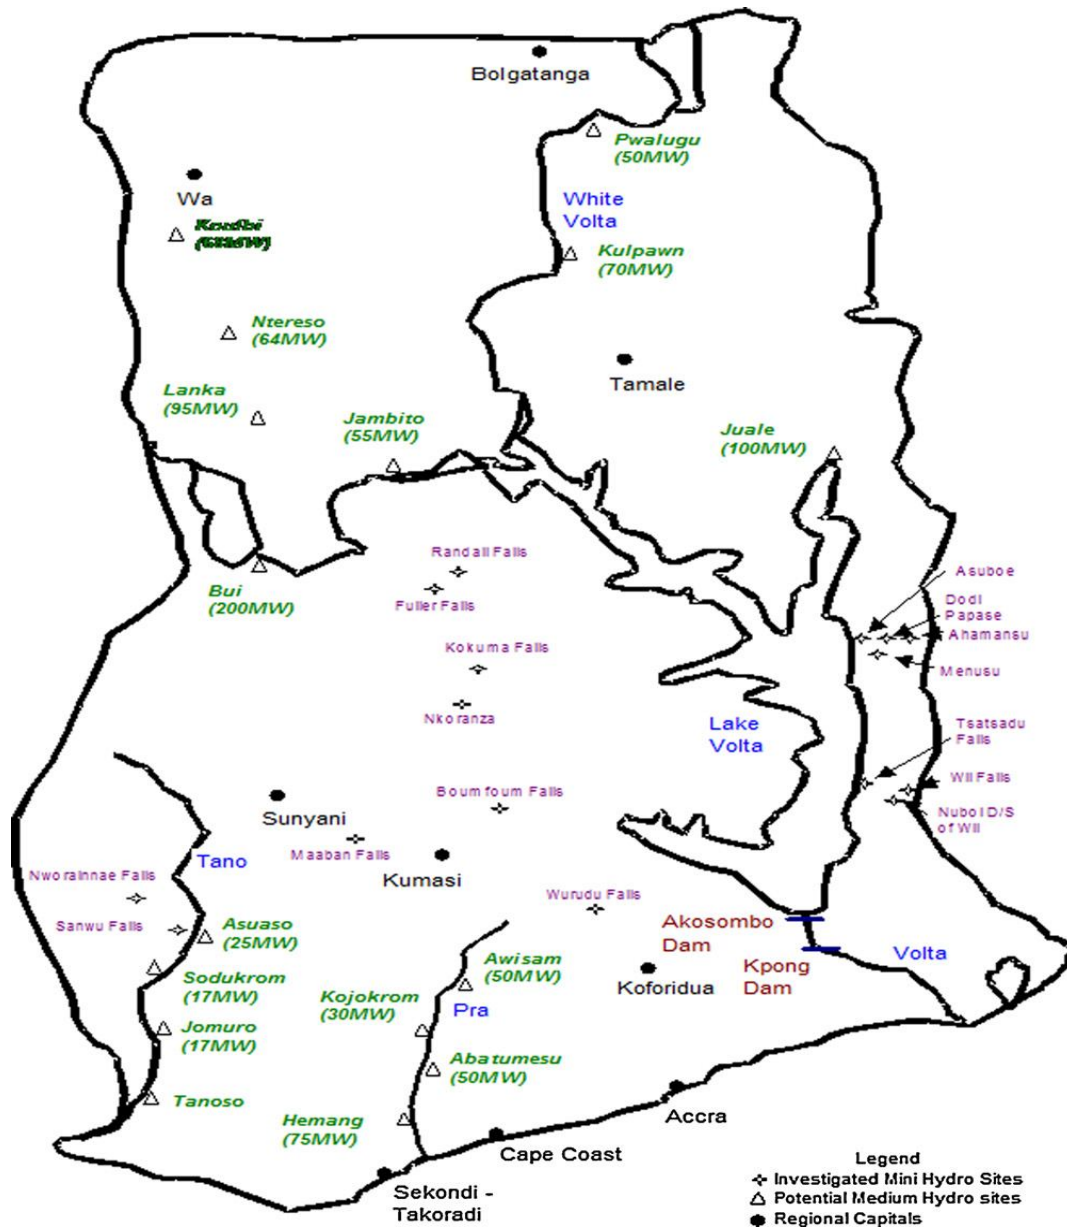 Bolgatanga
Pwalugu
(50MW)
Wa
White
Volta
Kulpawn
(70MW)
Ntereso
(64MW)
Tamale
Lanka
(95MW)
Jambito
(55MW)
Juale
(100MW)
Randall Falls
Asuboe
Bui
(200MW)
Fuller Falls
Dodi
Papase
Ahamansu
Kokuma Falls
Menusu
Nkoranza
Lake
Volta
Tsatsadu
Falls
Boumfoum Falls
Wli Falls
Sunyani
Nubol D/S
of Wli
Maaban Falls
Tano
Kumasi
Nworannae Falls
Wurudu Falls
Sanwu Falls
Asuaso
(25MW)
Akosombo
Dam
Volta
Awisam
(50MW)
Kpong
Dam
Sodukrom
(17MW)
Koforidua
Kojokrom
(30MW)
Pra
Jomuro
(17MW)
Abatumesu
(50MW)
Tanoso
Accra
Hemang
(75MW)
Cape Coast
Legend
Investigated Mini Hydro Sites
Potential Medium Hydro sites
Regional Capitals
Sekondi -
Takoradi